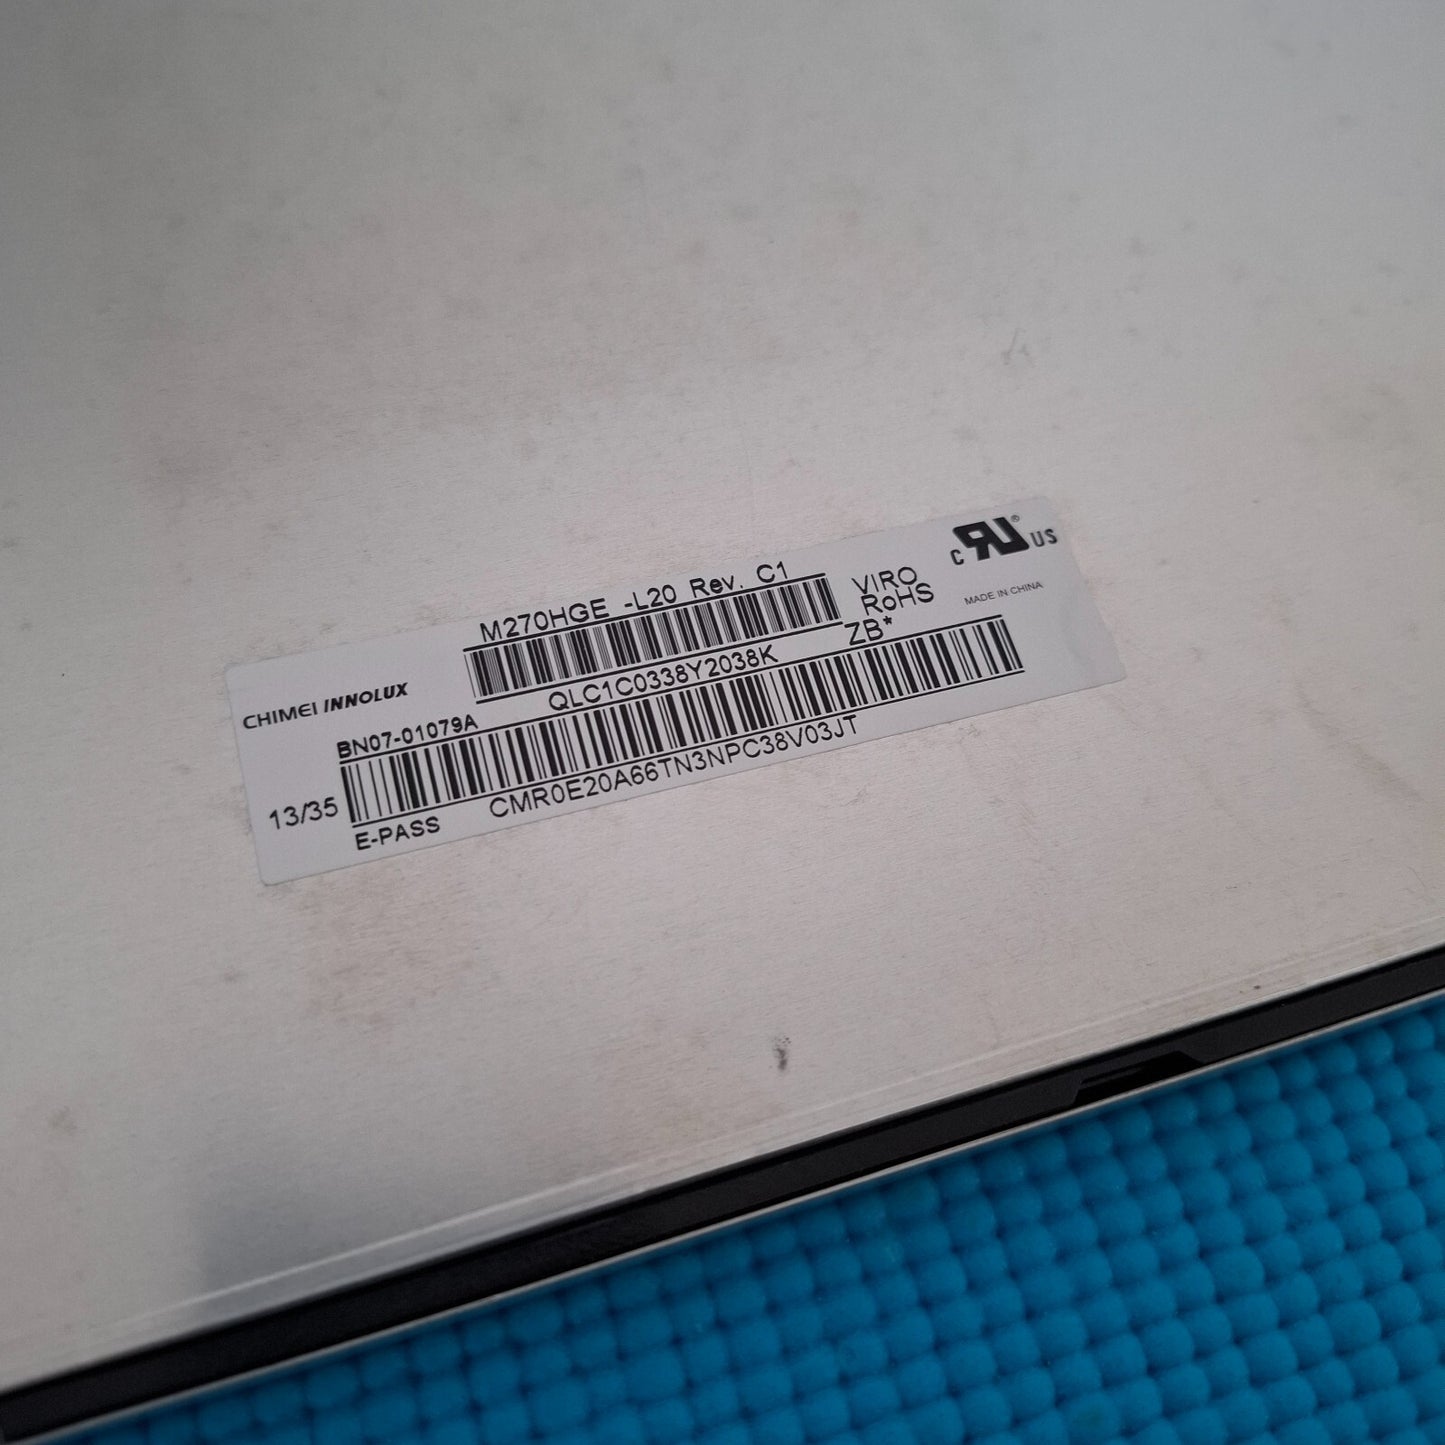 M270HGE -L20 Rev. C1
VIRO
RoHS
C RU® US
MADE IN CHINA
CHIMEI INNOLUX
QLC1C0338Y2038K
ZB*
BN07-01079A
13/35
E-PASS
CMR0E20A66TN3NPC38V03JT